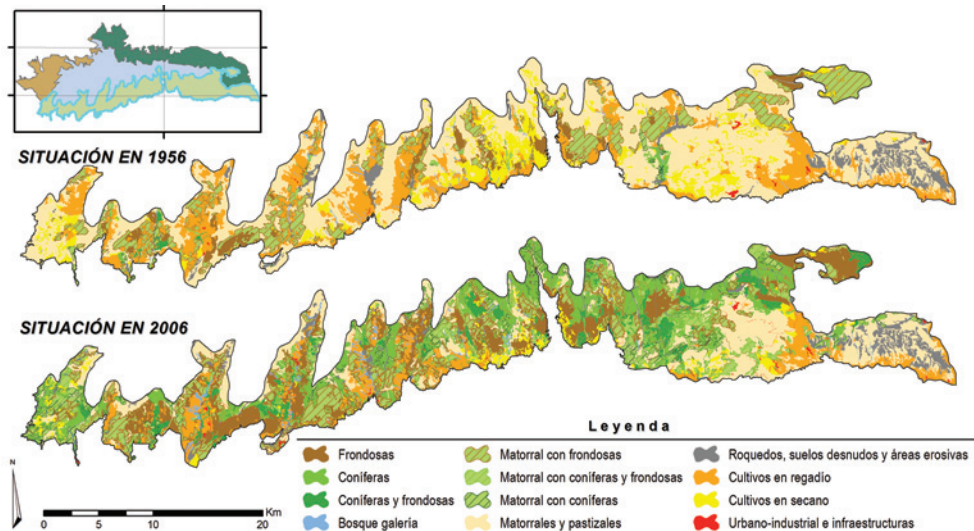 SITUACIÓN EN 1956
SITUACIÓN EN 2006
Leyenda
Frondosas
Coníferas
Coníferas y frondosas
Bosque galería
Matorral con frondosas
Matorral con coníferas y frondosas
Matorral con coníferas
Matorrales y pastizales
Roquedos, suelos desnudos y áreas erosivas
Cultivos en regadío
Cultivos en secano
Urbano-industrial e infraestructuras
N
Km
0 5 10 20